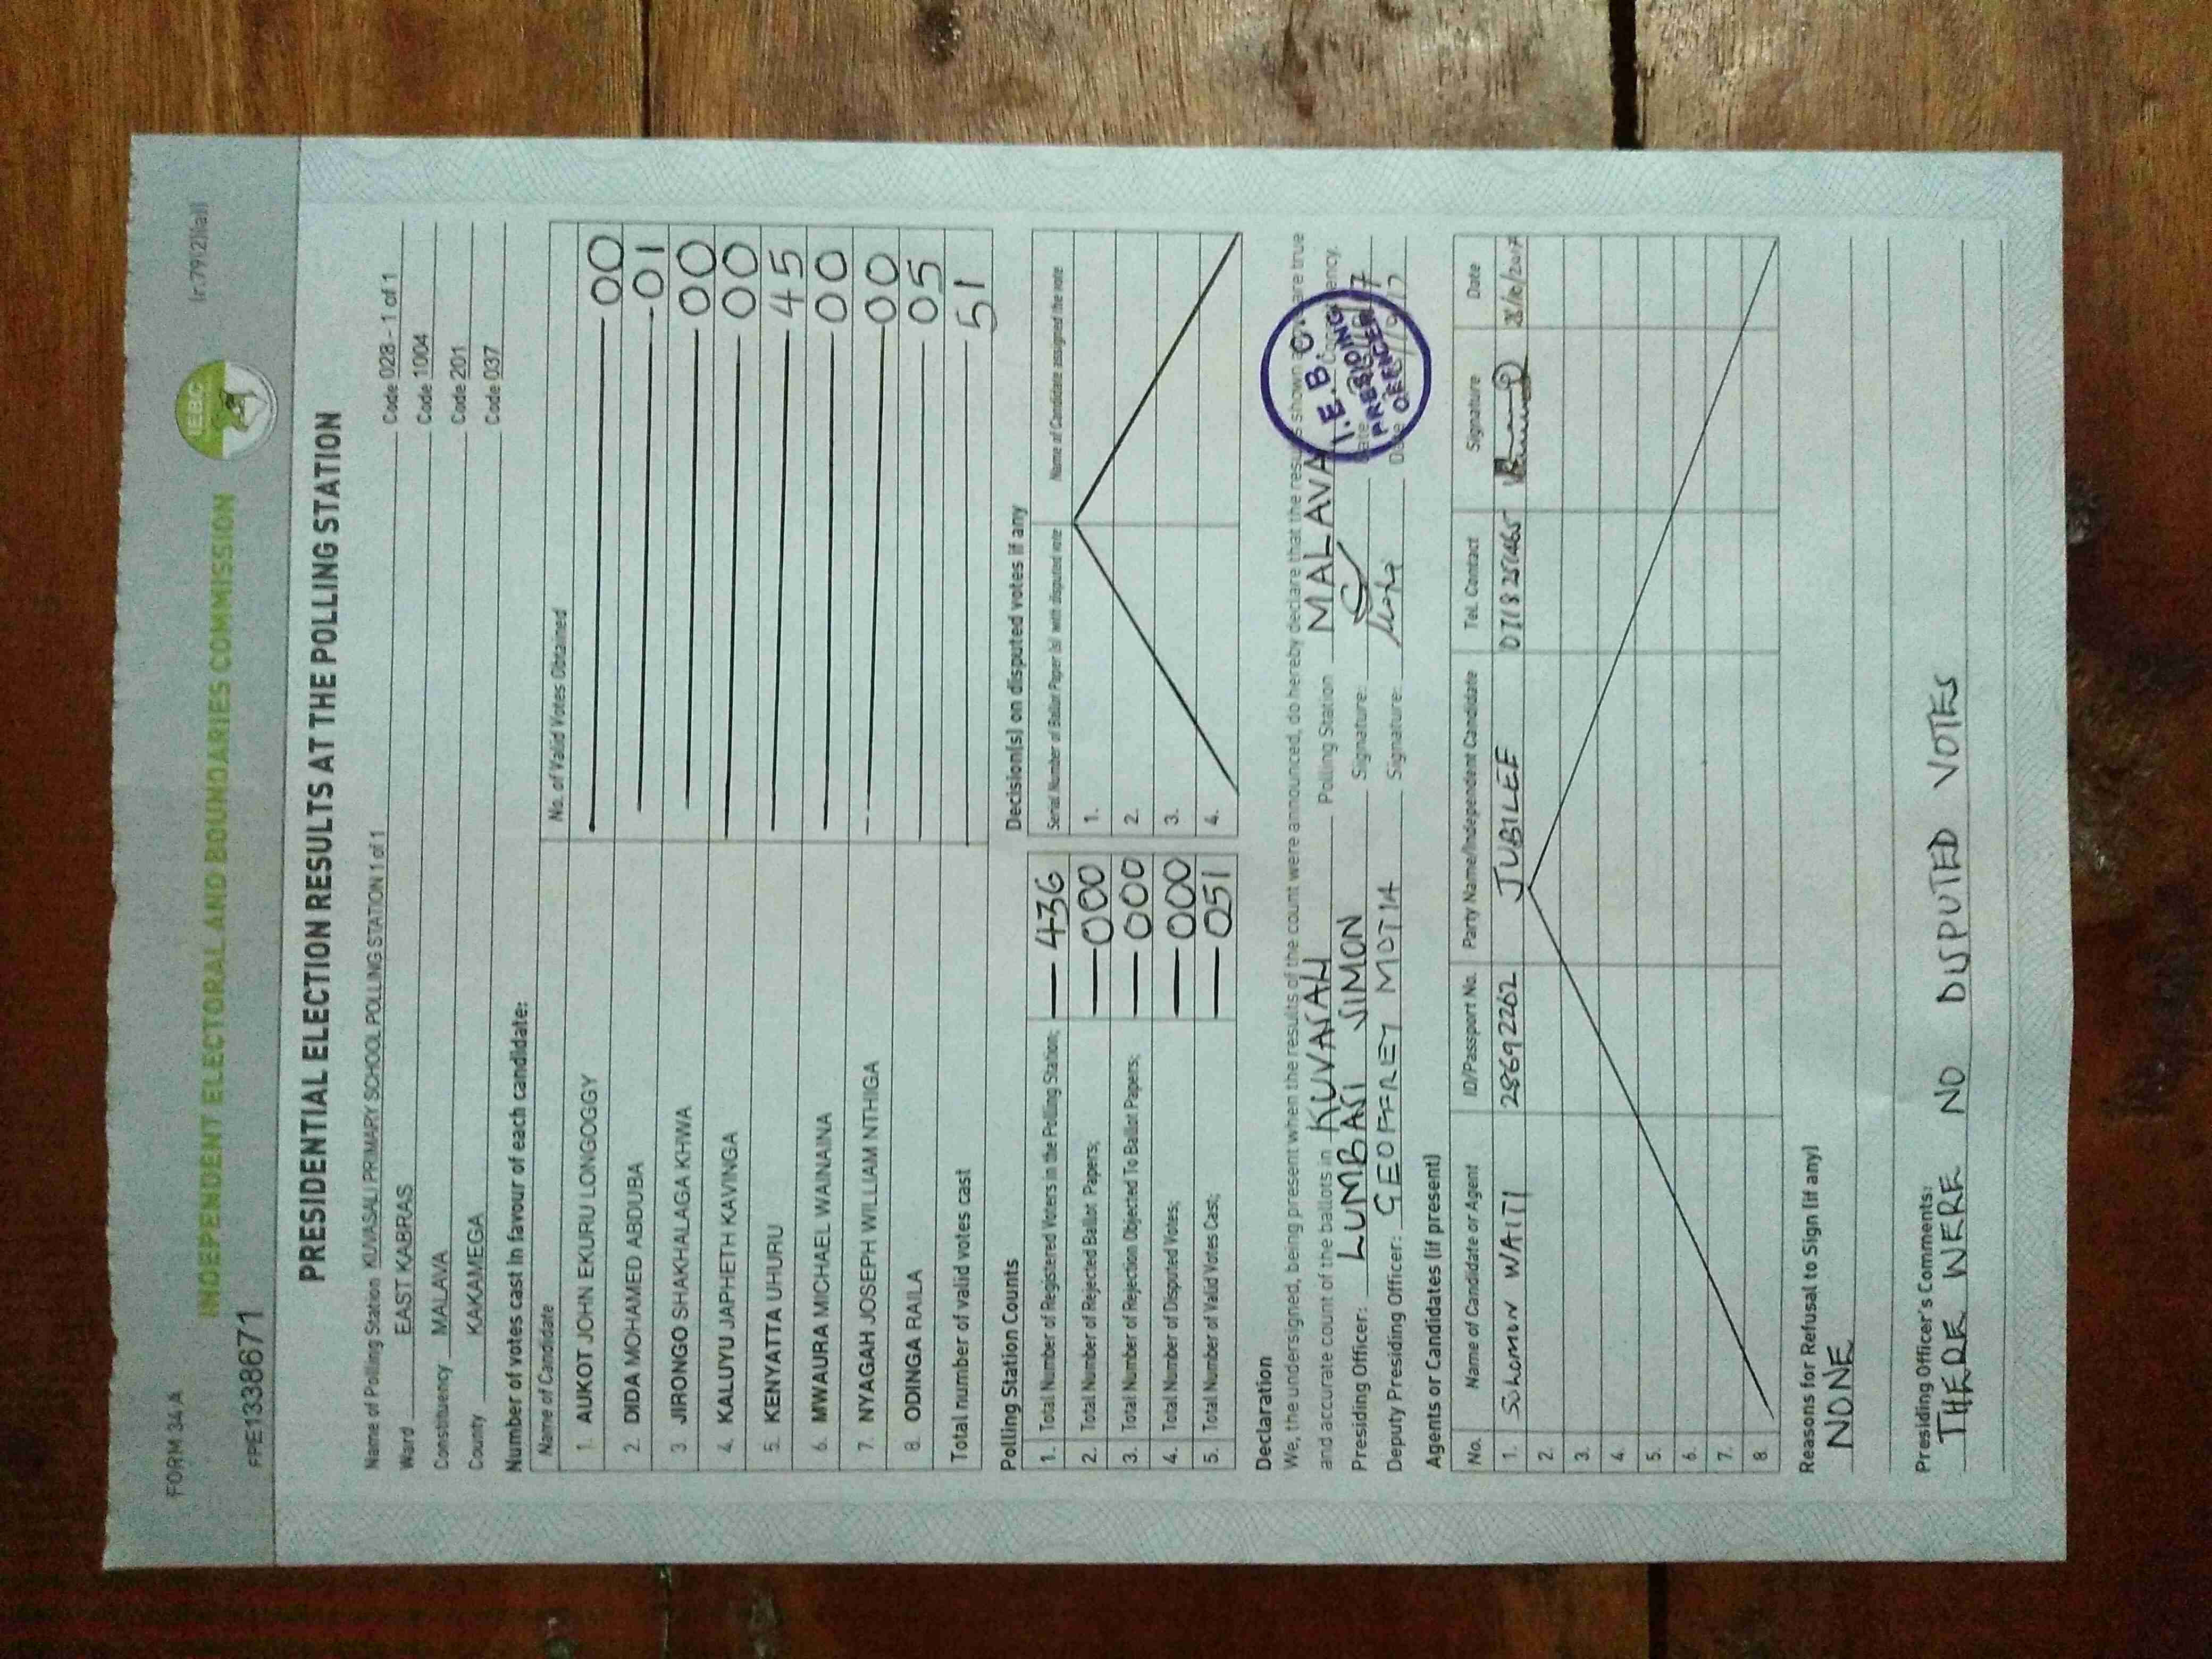 FORM 34 A
INDEPENDENT ELECTORAL AND BOUNDARIES COMMISSION
IEBC
(r.79(2)(a))
FPE1338671
PRESIDENTIAL ELECTION RESULTS AT THE POLLING STATION
Name of Polling Station KUVASALI PRIMARY SCHOOL POLLING STATION 1 of 1 Code 028 - 1 of 1
Ward EAST KABRAS Code 1004
Constituency MALAVA Code 201
County KAKAMEGA Code 037
Number of votes cast in favour of each candidate:
Name of Candidate No. of Valid Votes Obtained
1. AUKOT JOHN EKURU LONGOGGY 00
2. DIDA MOHAMED ABDUBA 01
3. JIRONGO SHAKHALAGA KHWA 00
4. KALUYU JAPHETH KAVINGA 00
5. KENYATTA UHURU 45
6. MWAURA MICHAEL WAINAINA 00
7. NYAGAH JOSEPH WILLIAM NTHIGA 00
8. ODINGA RAILA 05
Total number of valid votes cast 51
Polling Station Counts
1. Total Number of Registered Voters in the Polling Station; 436
2. Total Number of Rejected Ballot Papers; 000
3. Total Number of Rejection Objected To Ballot Papers; 000
4. Total Number of Disputed Votes; 000
5. Total Number of Valid Votes Cast; 051
Decision(s) on disputed votes if any
Serial Number of Ballot Paper (s) with disputed vote Name of Candidate assigned the vote
1.
2.
3.
4.
Declaration
We, the undersigned, being present when the results of the count were announced, do hereby declare that the results shown are true
and accurate count of the ballots in KUVASALI Polling Station MALAVA
Presiding Officer: LUMBASI SIMON Signature:
Deputy Presiding Officer: GEOFFREY MOTIA Signature:
I.E.B.C.
PRESIDING
OFFICER
Agents or Candidates (if present)
No. Name of Candidate or Agent ID/Passport No. Party Name/Independent Candidate Tel. Contact Signature Date
1. SOLOMON WAITI 28692262 JUBILEE
2.
3.
4.
5.
6.
7.
8.
Reasons for Refusal to Sign (if any)
NONE
Presiding Officer's Comments:
THERE WERE NO DISPUTED VOTES